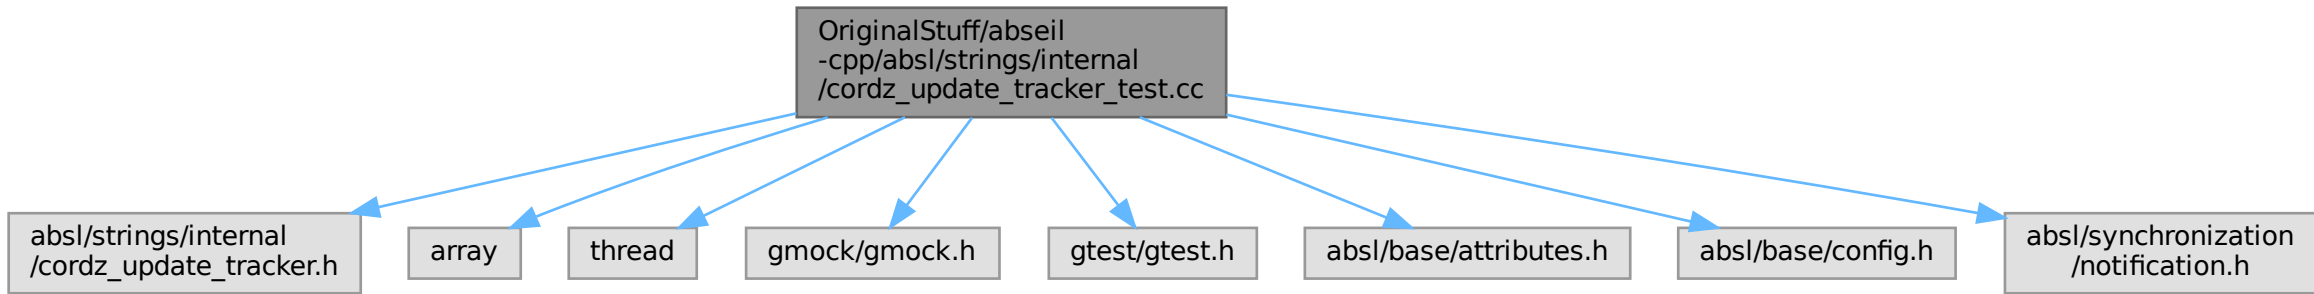 OriginalStuff/abseil
-cpp/absl/strings/internal
/cordz_update_tracker_test.cc
absl/strings/internal
/cordz_update_tracker.h
array
thread
gmock/gmock.h
gtest/gtest.h
absl/base/attributes.h
absl/base/config.h
absl/synchronization
/notification.h